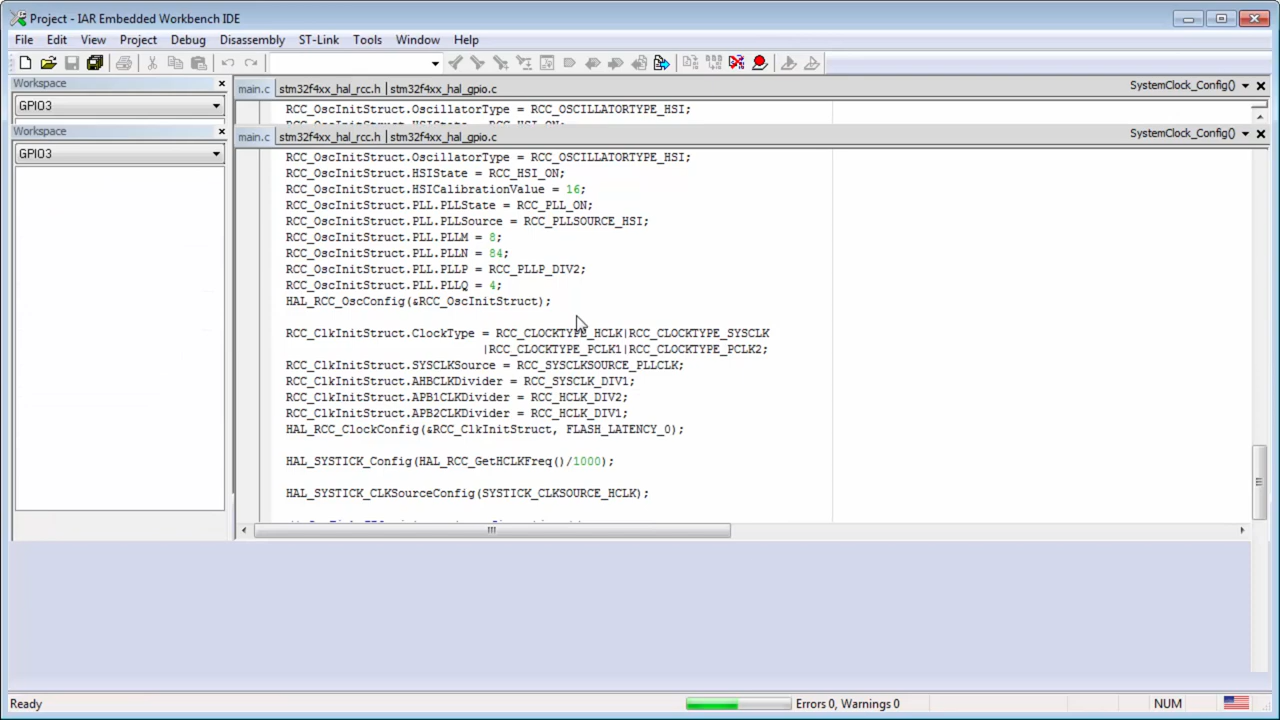 Project - IAR Embedded Workbench IDE
File Edit View Project Debug Disassembly ST-Link Tools Window Help
Workspace
main.c | stm32f4xx_hal_rcc.h | stm32f4xx_hal_gpio.c
SystemClock_Config()
GPIO3
RCC_OscInitStruct.OscillatorType = RCC_OSCILLATORTYPE_HSI;
Workspace
main.c | stm32f4xx_hal_rcc.h | stm32f4xx_hal_gpio.c
SystemClock_Config()
GPIO3
RCC_OscInitStruct.OscillatorType = RCC_OSCILLATORTYPE_HSI;
RCC_OscInitStruct.HSIState = RCC_HSI_ON;
RCC_OscInitStruct.HSICalibrationValue = 16;
RCC_OscInitStruct.PLL.PLLState = RCC_PLL_ON;
RCC_OscInitStruct.PLL.PLLSource = RCC_PLLSOURCE_HSI;
RCC_OscInitStruct.PLL.PLLM = 8;
RCC_OscInitStruct.PLL.PLLN = 84;
RCC_OscInitStruct.PLL.PLLP = RCC_PLLP_DIV2;
RCC_OscInitStruct.PLL.PLLQ = 4;
HAL_RCC_OscConfig(&RCC_OscInitStruct);
RCC_ClkInitStruct.ClockType = RCC_CLOCKTYPE_HCLK|RCC_CLOCKTYPE_SYSCLK
|RCC_CLOCKTYPE_PCLK1|RCC_CLOCKTYPE_PCLK2;
RCC_ClkInitStruct.SYSCLKSource = RCC_SYSCLKSOURCE_PLLCLK;
RCC_ClkInitStruct.AHBCLKDivider = RCC_SYSCLK_DIV1;
RCC_ClkInitStruct.APB1CLKDivider = RCC_HCLK_DIV2;
RCC_ClkInitStruct.APB2CLKDivider = RCC_HCLK_DIV1;
HAL_RCC_ClockConfig(&RCC_ClkInitStruct, FLASH_LATENCY_0);
HAL_SYSTICK_Config(HAL_RCC_GetHCLKFreq()/1000);
HAL_SYSTICK_CLKSourceConfig(SYSTICK_CLKSOURCE_HCLK);
Ready
Errors 0, Warnings 0
NUM